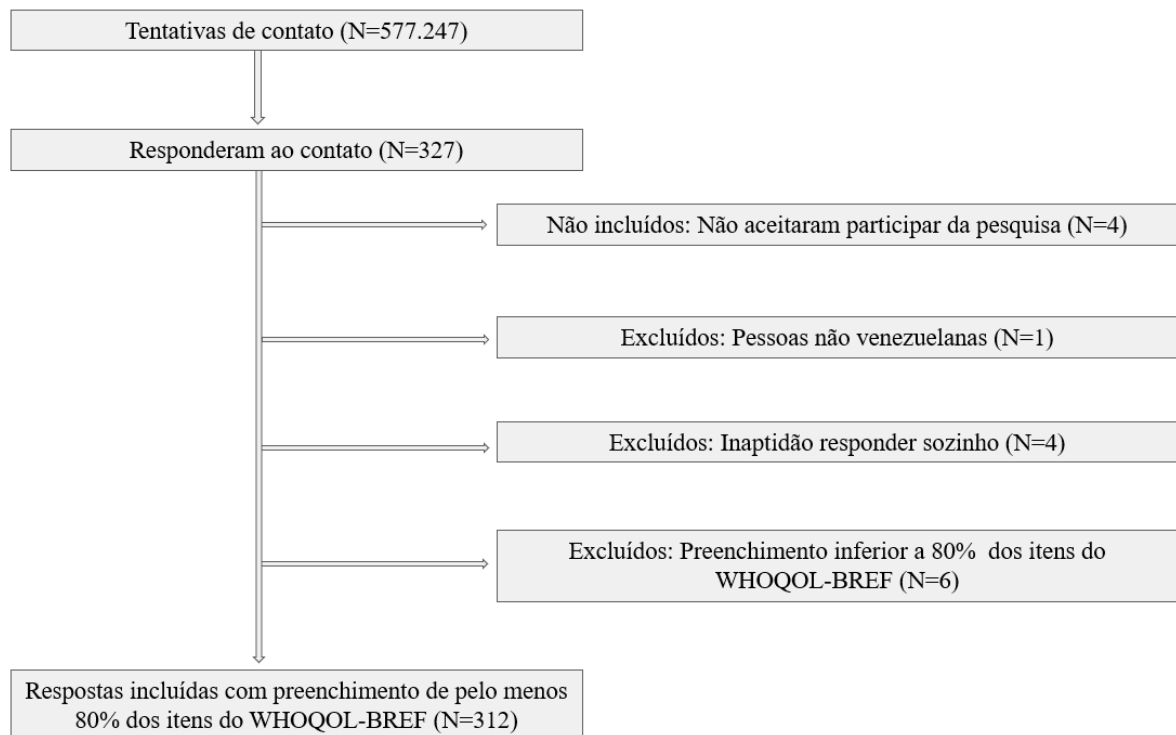 Tentativas de contato (N=577.247)
Responderam ao contato (N=327)
Não incluídos: Não aceitaram participar da pesquisa (N=4)
Excluídos: Pessoas não venezuelanas (N=1)
Excluídos: Inaptidão responder sozinho (N=4)
Excluídos: Preenchimento inferior a 80%  dos itens do
WHOQOL-BREF (N=6)
Respostas incluídas com preenchimento de pelo menos
80% dos itens do WHOQOL-BREF (N=312)